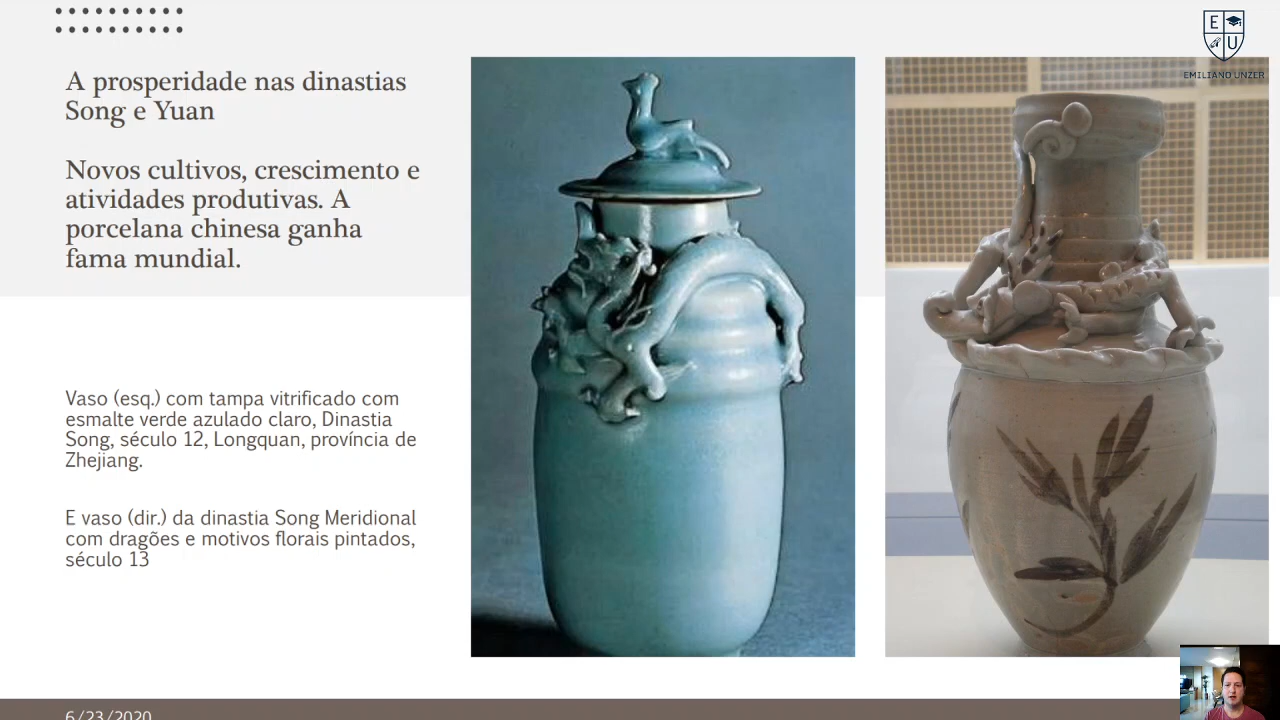 A prosperidade nas dinastias
Song e Yuan
Novos cultivos, crescimento e
atividades produtivas. A
porcelana chinesa ganha
fama mundial.
Vaso (esq.) com tampa vitrificado com
esmalte verde azulado claro, Dinastia
Song, século 12, Longquan, província de
Zhejiang.
E vaso (dir.) da dinastia Song Meridional
com dragões e motivos florais pintados,
século 13
E
U
EMILIANO UNZER
6/23/2020